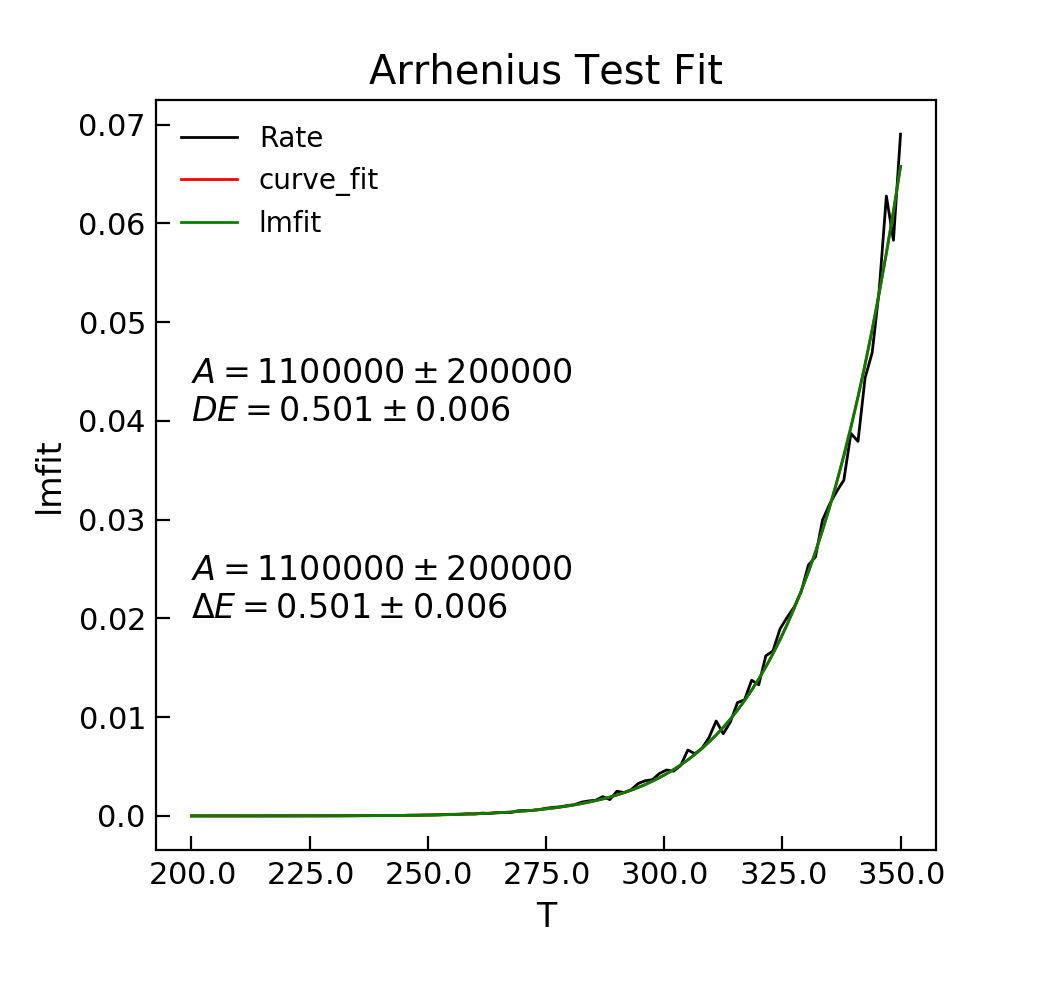 Arrhenius Test Fit
0.07
0.06
0.05
0.04
0.03
0.02
0.01
0.0
lmfit
Rate
curve_fit
lmfit
A = 1100000 ± 200000
DE = 0.501 ± 0.006
A = 1100000 ± 200000
ΔE = 0.501 ± 0.006
200.0 225.0 250.0 275.0 300.0 325.0 350.0
T